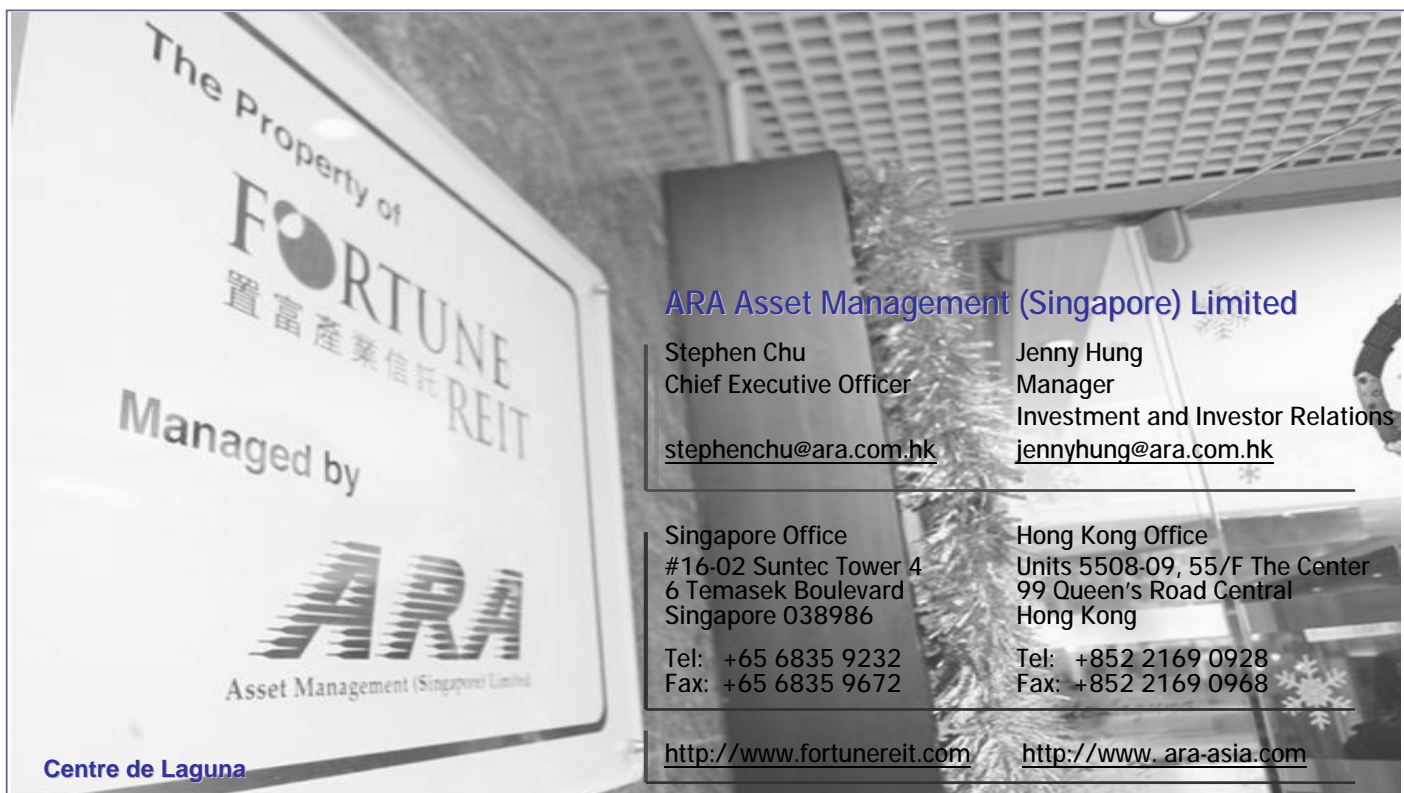 The Property of
FORTUNE
置富產業信託 REIT
Managed by
ARA
Asset Management (Singapore) Limited
Centre de Laguna
ARA Asset Management (Singapore) Limited
Stephen Chu
Chief Executive Officer
stephenchu@ara.com.hk
Jenny Hung
Manager
Investment and Investor Relations
jennyhung@ara.com.hk
Singapore Office
#16-02 Suntec Tower 4
6 Temasek Boulevard
Singapore 038986
Tel: +65 6835 9232
Fax: +65 6835 9672
Hong Kong Office
Units 5508-09, 55/F The Center
99 Queen's Road Central
Hong Kong
Tel: +852 2169 0928
Fax: +852 2169 0968
http://www.fortunereit.com
http://www. ara-asia.com